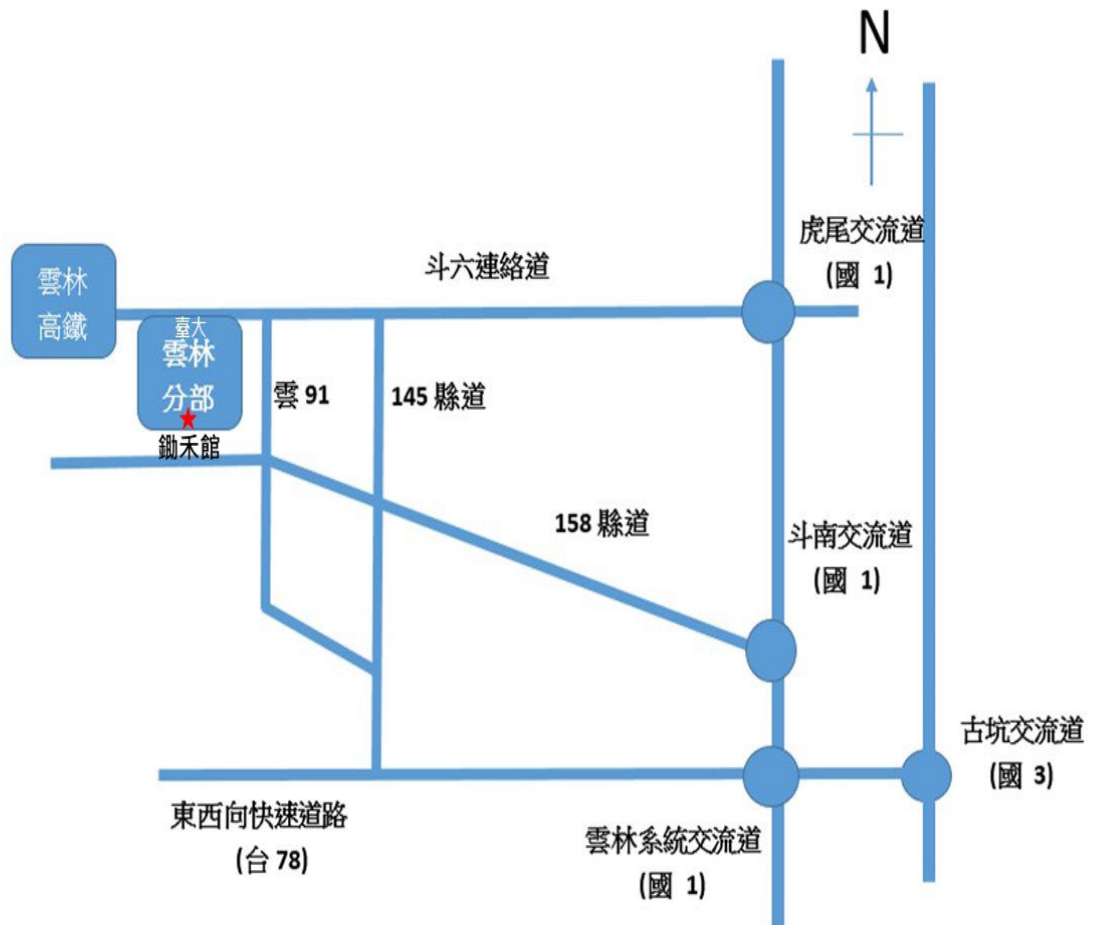 N
虎尾交流道
(國 1)
斗六連絡道
雲林
高鐵
臺大
雲林
分部
鋤禾館
雲 91
145 縣道
158 縣道
斗南交流道
(國 1)
古坑交流道
(國 3)
東西向快速道路
(台 78)
雲林系統交流道
(國 1)